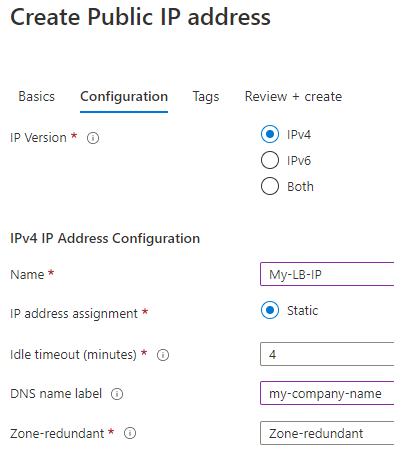 Create Public IP address
Basics Configuration Tags Review + create
IP Version * IPv4
IPv6
Both
IPv4 IP Address Configuration
Name * My-LB-IP
IP address assignment * Static
Idle timeout (minutes) * 4
DNS name label my-company-name
Zone-redundant * Zone-redundant